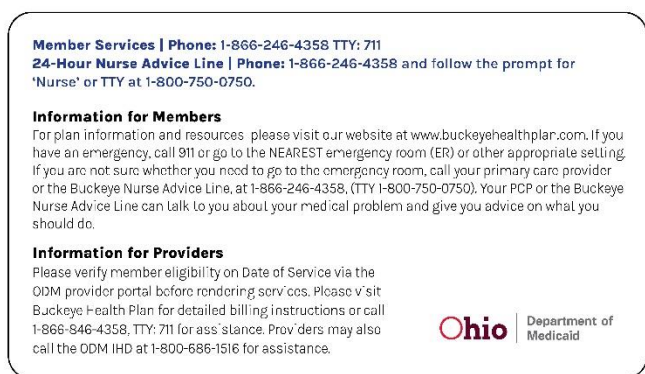 Member Services | Phone: 1-866-246-4358 TTY: 711
24-Hour Nurse Advice Line | Phone: 1-866-246-4358 and follow the prompt for
‘Nurse’ or TTY at 1-800-750-0750.
Information for Members
For plan information and resources please visit our website at www.buckeyehealthplan.com. If you
have an emergency, call 911 or go to the NEAREST emergency room (ER) or other appropriate setting.
If you are not sure whether you need to go to the emergency room, call your primary care provider
or the Buckeye Nurse Advice Line, at 1-866-246-4358, (TTY 1-800-750-0750). Your PCP or the Buckeye
Nurse Advice Line can talk to you about your medical problem and give you advice on what you
should do.
Information for Providers
Please verify member eligibility on Date of Service via the
ODM provider portal before rendering services. Please visit
Buckeye Health Plan for detailed billing instructions or call
1-866-846-4358, TTY: 711 for assistance. Providers may also
call the ODM IHD at 1-800-686-1516 for assistance.
Ohio | Department of
Medicaid